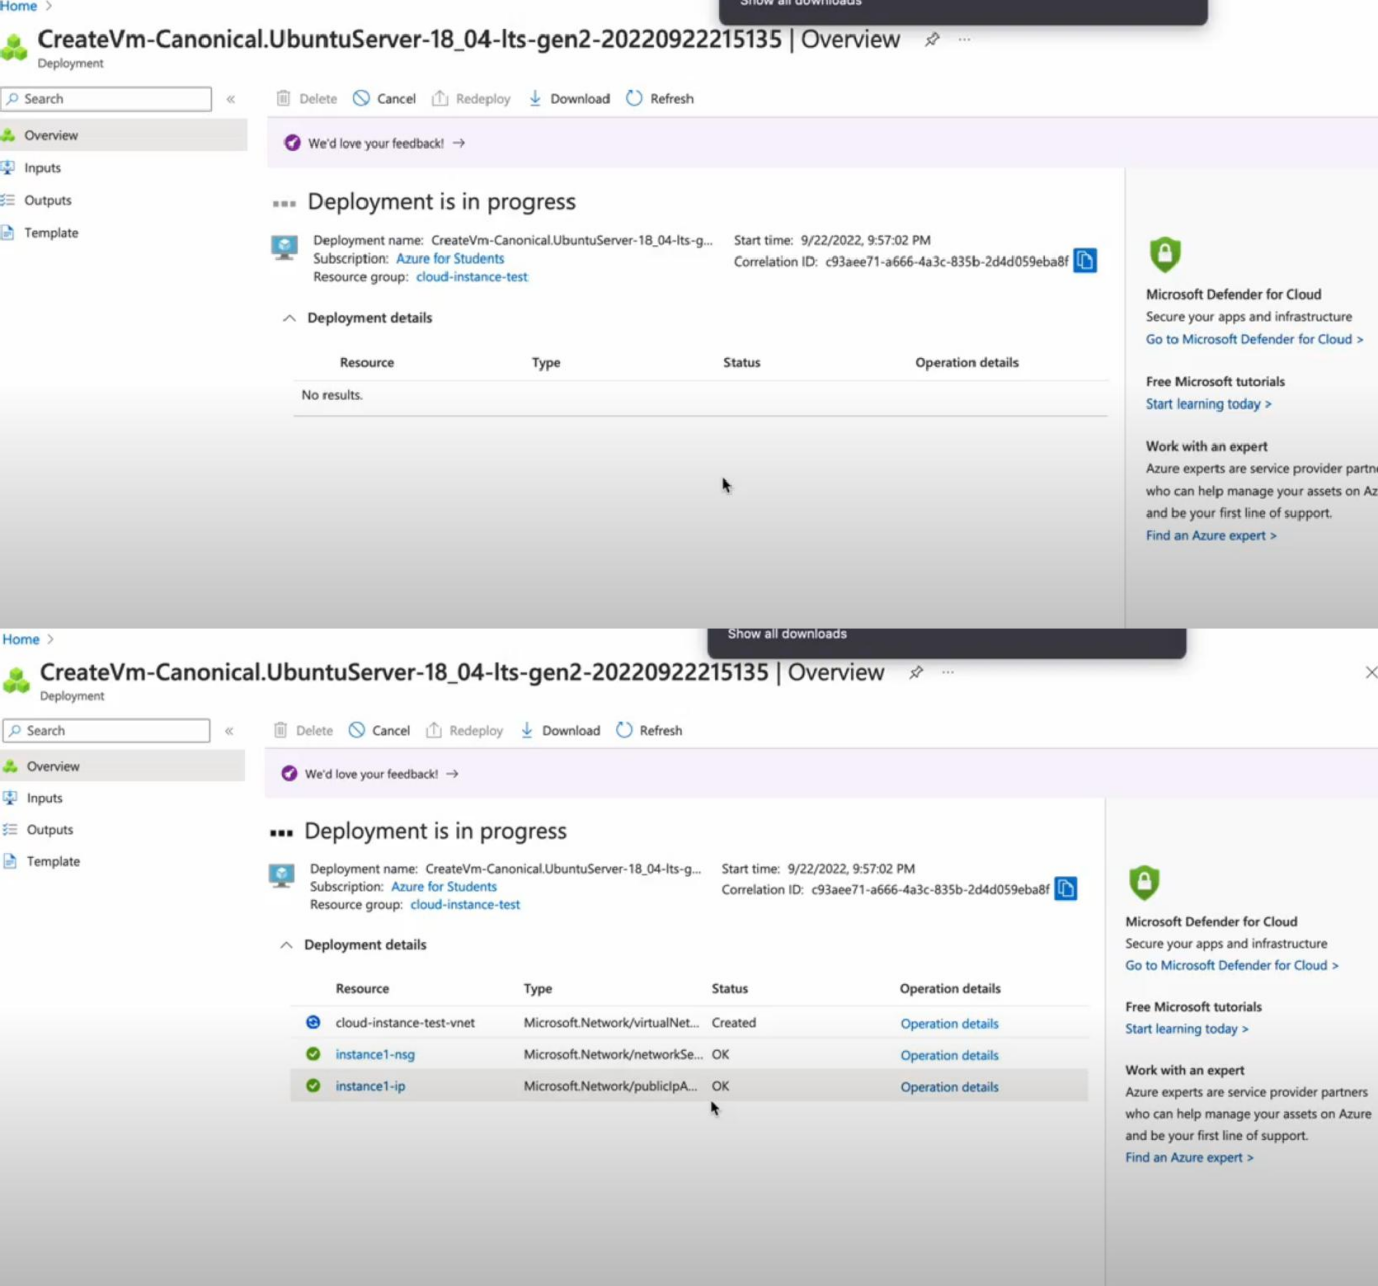 Home >
Show all downloads
CreateVm-Canonical.UbuntuServer-18_04-lts-gen2-20220922215135 | Overview
Deployment
Search
Delete Cancel Redeploy Download Refresh
Overview
Inputs
Outputs
Template
We'd love your feedback! →
Deployment is in progress
Deployment name: CreateVm-Canonical.UbuntuServer-18_04-lts-g...
Subscription: Azure for Students
Resource group: cloud-instance-test
Start time: 9/22/2022, 9:57:02 PM
Correlation ID: c93aee71-a666-4a3c-835b-2d4d059eba8f
Deployment details
Resource Type Status Operation details
No results.
Microsoft Defender for Cloud
Secure your apps and infrastructure
Go to Microsoft Defender for Cloud >
Free Microsoft tutorials
Start learning today >
Work with an expert
Azure experts are service provider partne
who can help manage your assets on Az
and be your first line of support.
Find an Azure expert >
Home >
Show all downloads
CreateVm-Canonical.UbuntuServer-18_04-lts-gen2-20220922215135 | Overview
Deployment
Search
Delete Cancel Redeploy Download Refresh
Overview
Inputs
Outputs
Template
We'd love your feedback! →
Deployment is in progress
Deployment name: CreateVm-Canonical.UbuntuServer-18_04-lts-g...
Subscription: Azure for Students
Resource group: cloud-instance-test
Start time: 9/22/2022, 9:57:02 PM
Correlation ID: c93aee71-a666-4a3c-835b-2d4d059eba8f
Deployment details
Resource Type Status Operation details
cloud-instance-test-vnet Microsoft.Network/virtualNet... Created Operation details
instance1-nsg Microsoft.Network/networkSe... OK Operation details
instance1-ip Microsoft.Network/publicIpA... OK Operation details
Microsoft Defender for Cloud
Secure your apps and infrastructure
Go to Microsoft Defender for Cloud >
Free Microsoft tutorials
Start learning today >
Work with an expert
Azure experts are service provider partners
who can help manage your assets on Azure
and be your first line of support.
Find an Azure expert >